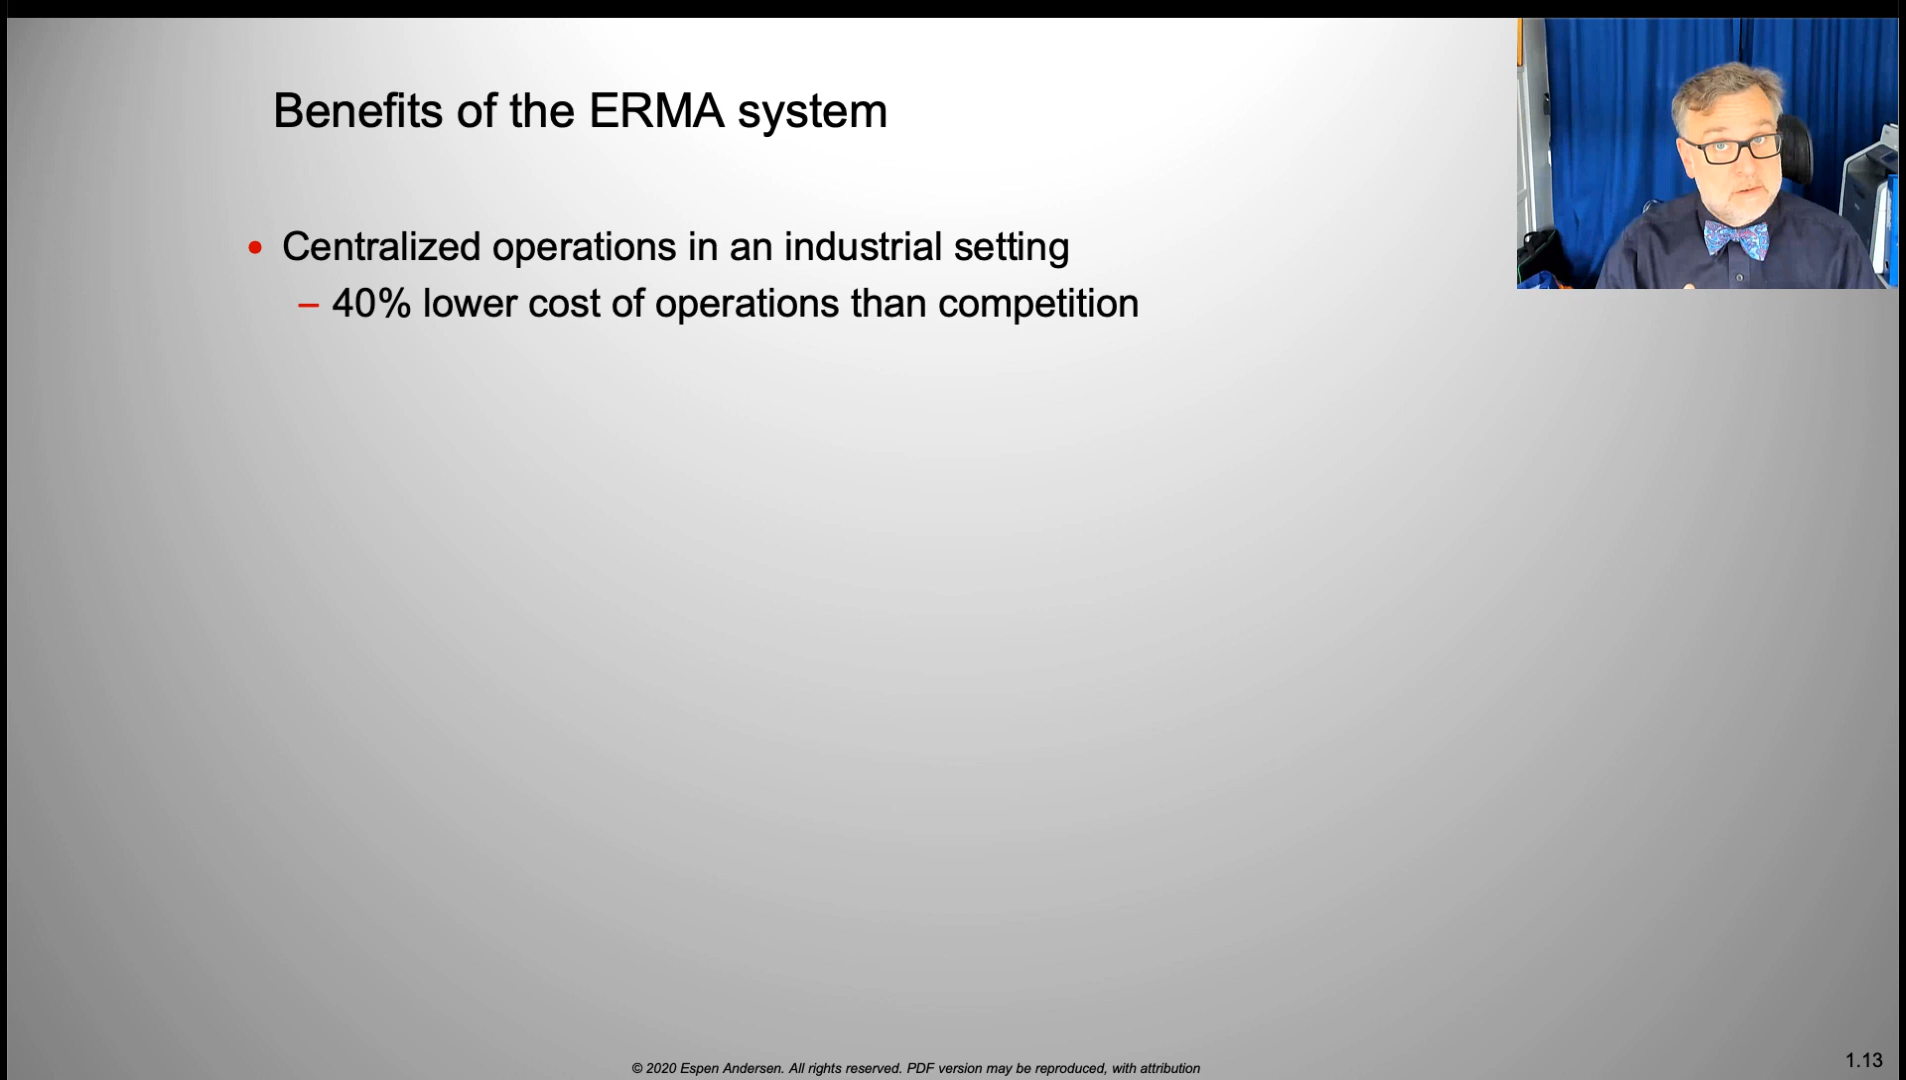 Benefits of the ERMA system
• Centralized operations in an industrial setting
– 40% lower cost of operations than competition
© 2020 Espen Andersen. All rights reserved. PDF version may be reproduced, with attribution
1.13